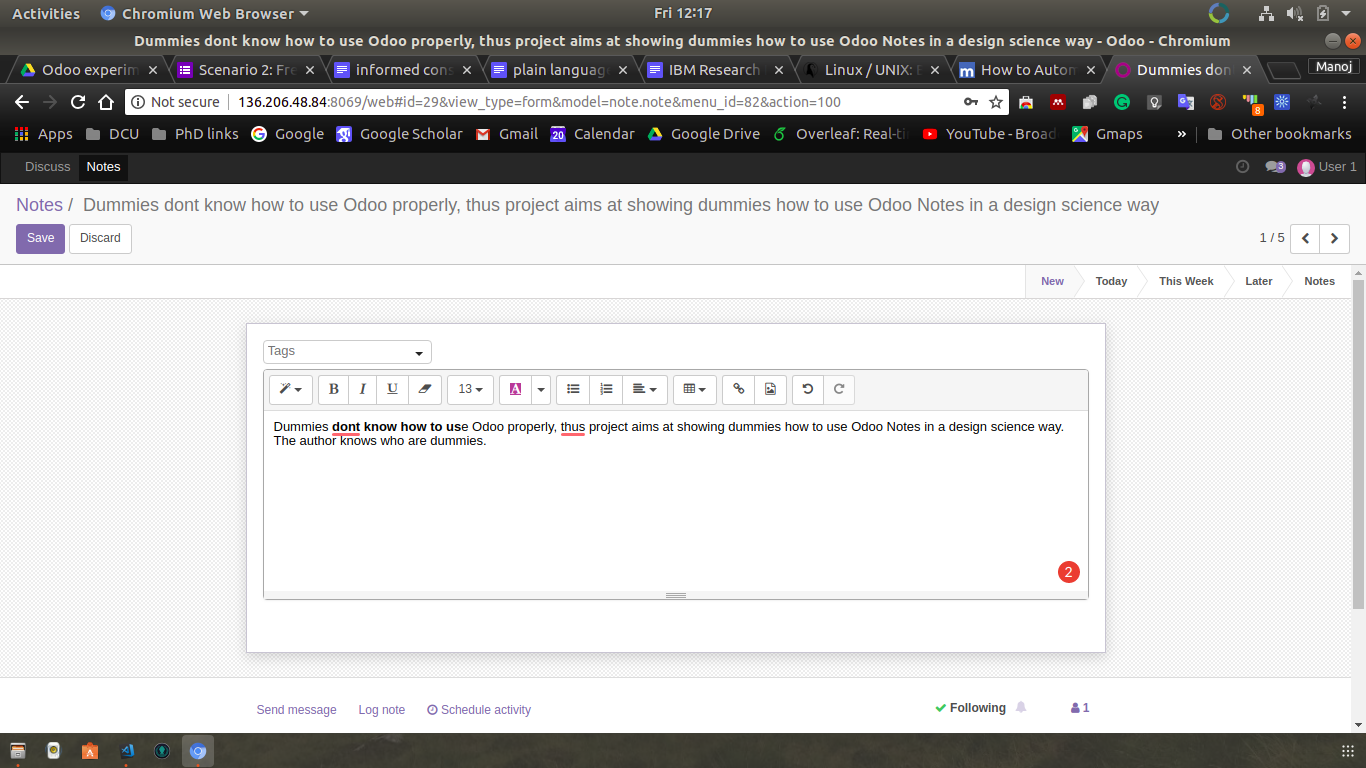 Activities Chromium Web Browser Fri 12:17
Dummies dont know how to use Odoo properly, thus project aims at showing dummies how to use Odoo Notes in a design science way - Odoo - Chromium
Odoo experim Scenario 2: Fre informed cons plain language IBM Research Linux / UNIX: How to Autom Dummies don Manoj
Not secure 136.206.48.84:8069/web#id=29&view_type=form&model=note.note&menu_id=82&action=100 8
Apps DCU PhD links Google Google Scholar Gmail 20 Calendar Google Drive Overleaf: Real-ti YouTube - Broad Gmaps » Other bookmarks
Discuss Notes 3 User 1
Notes / Dummies dont know how to use Odoo properly, thus project aims at showing dummies how to use Odoo Notes in a design science way
Save Discard 1 / 5
New Today This Week Later Notes
Tags
B I U 13 A
Dummies dont know how to use Odoo properly, thus project aims at showing dummies how to use Odoo Notes in a design science way.
The author knows who are dummies.
2
Send message Log note Schedule activity Following 1